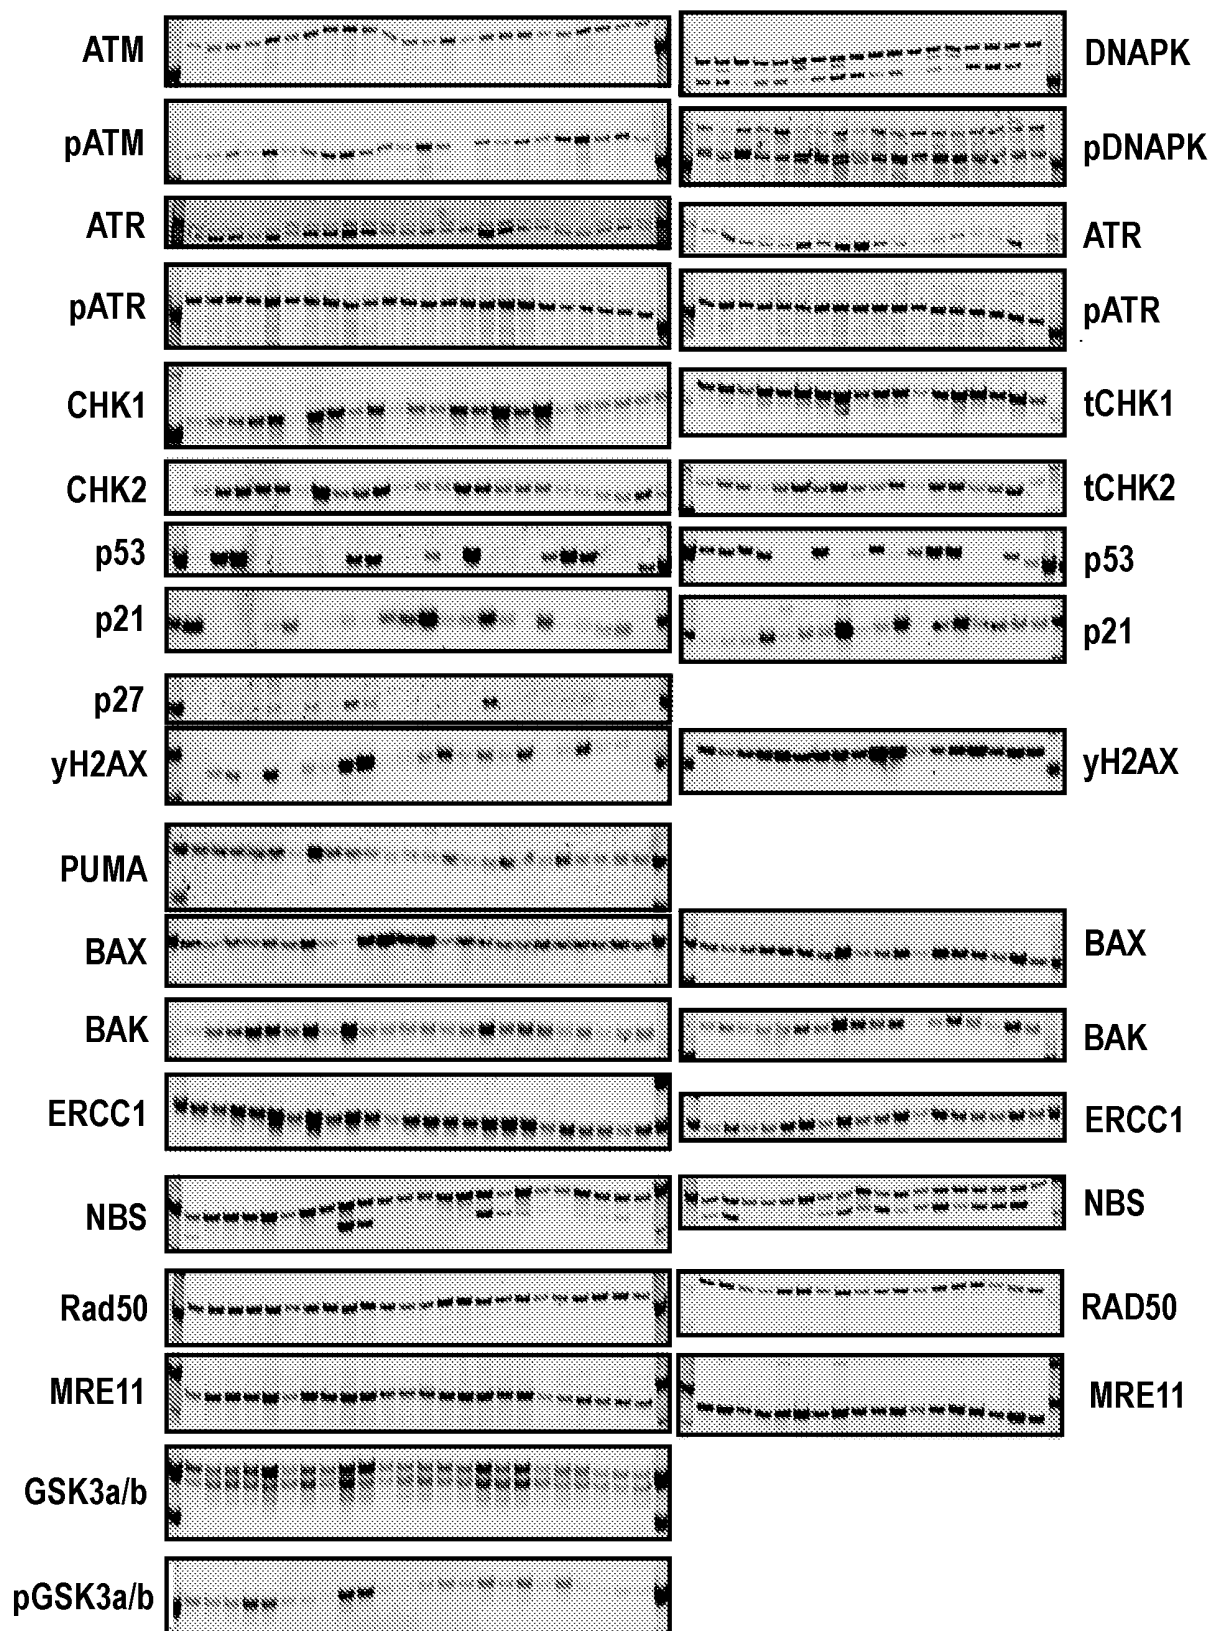 ATM
DNAPK
pATM
pDNAPK
ATR
ATR
pATR
pATR
CHK1
tCHK1
CHK2
tCHK2
p53
p53
p21
p21
p27
yH2AX
yH2AX
PUMA
BAX
BAX
BAK
BAK
ERCC1
ERCC1
NBS
NBS
Rad50
RAD50
MRE11
MRE11
GSK3a/b
pGSK3a/b